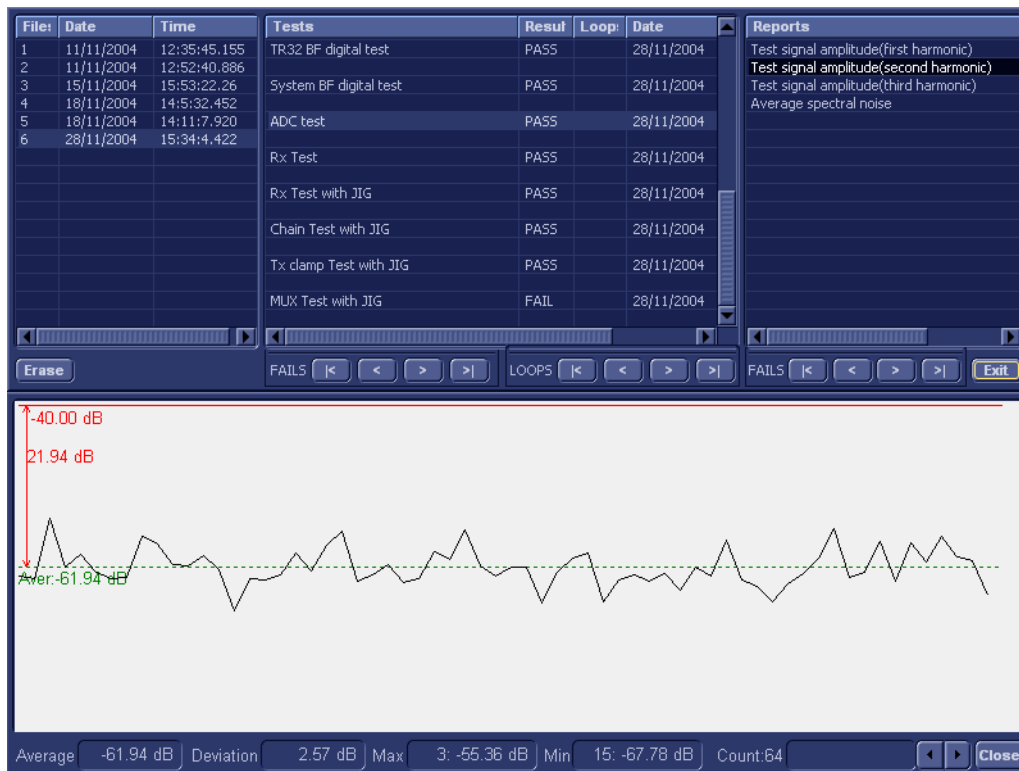 Files Date Time
1 11/11/2004 12:35:45.155
2 11/11/2004 12:52:40.886
3 15/11/2004 15:53:22.26
4 18/11/2004 14:5:32.452
5 18/11/2004 14:11:7.920
6 28/11/2004 15:34:4.422
Erase
Tests Result Loop: Date
TR32 BF digital test PASS 28/11/2004
System BF digital test PASS 28/11/2004
ADC test PASS 28/11/2004
Rx Test PASS 28/11/2004
Rx Test with JIG PASS 28/11/2004
Chain Test with JIG PASS 28/11/2004
Tx clamp Test with JIG PASS 28/11/2004
MUX Test with JIG FAIL 28/11/2004
FAILS |< < > >| LOOPS |< < > >|
Reports
Test signal amplitude(first harmonic)
Test signal amplitude(second harmonic)
Test signal amplitude(third harmonic)
Average spectral noise
FAILS |< < > >| Exit
-40.00 dB
21.94 dB
Aver:-61.94 dB
Average -61.94 dB Deviation 2.57 dB Max 3: -55.36 dB Min 15: -67.78 dB Count:64 Close